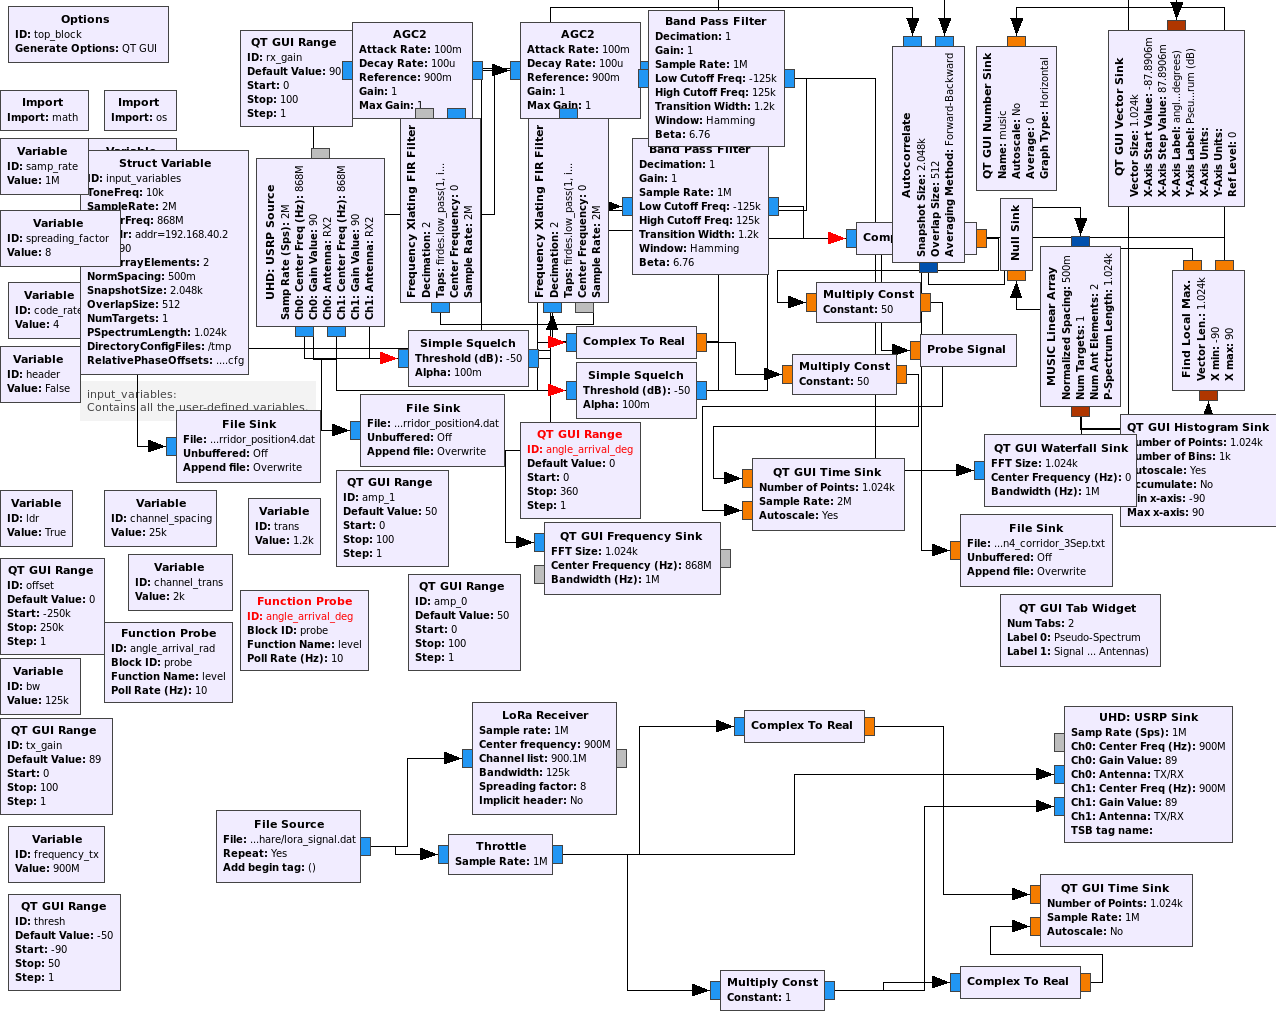 Options
ID: top_block
Generate Options: QT GUI
Import
Import: math
Import
Import: os
Variable
ID: samp_rate
Value: 1M
Variable
ID: spreading_factor
Value: 8
Variable
ID: code_rate
Value: 4
Variable
ID: header
Value: False
Struct Variable
ID: input_variables
ToneFreq: 10k
SampleRate: 2M
rFreq: 868M
addr=192.168.40.2
90
rrayElements: 2
NormSpacing: 500m
SnapshotSize: 2.048k
OverlapSize: 512
NumTargets: 1
PSpectrumLength: 1.024k
DirectoryConfigFiles: /tmp
RelativePhaseOffsets: ....cfg
input_variables:
Contains all the user-defined variables
QT GUI Range
ID: rx_gain
Default Value: 90
Start: 0
Stop: 100
Step: 1
AGC2
Attack Rate: 100m
Decay Rate: 100u
Reference: 900m
Gain: 1
Max Gain: 1
AGC2
Attack Rate: 100m
Decay Rate: 100u
Reference: 900m
Gain: 1
Max Gain: 1
Band Pass Filter
Decimation: 1
Gain: 1
Sample Rate: 1M
Low Cutoff Freq: -125k
High Cutoff Freq: 125k
Transition Width: 1.2k
Window: Hamming
Beta: 6.76
Band Pass Filter
Decimation: 1
Gain: 1
Sample Rate: 1M
Low Cutoff Freq: -125k
High Cutoff Freq: 125k
Transition Width: 1.2k
Window: Hamming
Beta: 6.76
UHD: USRP Source
Samp Rate (Sps): 2M
Ch0: Center Freq (Hz): 868M
Ch0: Gain Value: 90
Ch0: Antenna: RX2
Ch1: Center Freq (Hz): 868M
Ch1: Gain Value: 90
Ch1: Antenna: RX2
Frequency Xlating FIR Filter
Decimation: 2
Taps: firdes.low_pass(1, i...
Center Frequency: 0
Sample Rate: 2M
Frequency Xlating FIR Filter
Decimation: 2
Taps: firdes.low_pass(1, i...
Center Frequency: 0
Sample Rate: 2M
Autocorrelate
Snapshot Size: 2.048k
Overlap Size: 512
Averaging Method: Forward-Backward
QT GUI Number Sink
Name: music
Autoscale: No
Average: 0
Graph Type: Horizontal
QT GUI Vector Sink
Vector Size: 1.024k
X-Axis Start Value: -87.8906m
X-Axis Step Value: 87.8906m
X-Axis Label: angl...degrees)
Y-Axis Label: Pseu...rum (dB)
X-Axis Units:
Y-Axis Units:
Ref Level: 0
Null Sink
MUSIC Linear Array
Normalized Spacing: 500m
Num Targets: 1
Num Ant Elements: 2
P-Spectrum Length: 1.024k
Find Local Max.
Vector Len.: 1.024k
X min: -90
X max: 90
Simple Squelch
Threshold (dB): -50
Alpha: 100m
Complex To Real
Simple Squelch
Threshold (dB): -50
Alpha: 100m
Comp
Multiply Const
Constant: 50
Multiply Const
Constant: 50
Probe Signal
File Sink
File: ...rridor_position4.dat
Unbuffered: Off
Append file: Overwrite
File Sink
File: ...rridor_position4.dat
Unbuffered: Off
Append file: Overwrite
QT GUI Range
ID: angle_arrival_deg
Default Value: 0
Start: 0
Stop: 360
Step: 1
QT GUI Time Sink
Number of Points: 1.024k
Sample Rate: 2M
Autoscale: Yes
QT GUI Waterfall Sink
FFT Size: 1.024k
Center Frequency (Hz): 0
Bandwidth (Hz): 1M
QT GUI Histogram Sink
Number of Points: 1.024k
umber of Bins: 1k
utoscale: Yes
ccumulate: No
in x-axis: -90
Max x-axis: 90
Variable
ID: ldr
Value: True
Variable
ID: channel_spacing
Value: 25k
Variable
ID: trans
Value: 1.2k
QT GUI Range
ID: amp_1
Default Value: 50
Start: 0
Stop: 100
Step: 1
QT GUI Frequency Sink
FFT Size: 1.024k
Center Frequency (Hz): 868M
Bandwidth (Hz): 1M
File Sink
File: ...n4_corridor_3Sep.txt
Unbuffered: Off
Append file: Overwrite
QT GUI Range
ID: offset
Default Value: 0
Start: -250k
Stop: 250k
Step: 1
Variable
ID: channel_trans
Value: 2k
Function Probe
ID: angle_arrival_rad
Block ID: probe
Function Name: level
Poll Rate (Hz): 10
Function Probe
ID: angle_arrival_deg
Block ID: probe
Function Name: level
Poll Rate (Hz): 10
QT GUI Range
ID: amp_0
Default Value: 50
Start: 0
Stop: 100
Step: 1
QT GUI Tab Widget
Num Tabs: 2
Label 0: Pseudo-Spectrum
Label 1: Signal ... Antennas)
Variable
ID: bw
Value: 125k
QT GUI Range
ID: tx_gain
Default Value: 89
Start: 0
Stop: 100
Step: 1
Variable
ID: frequency_tx
Value: 900M
QT GUI Range
ID: thresh
Default Value: -50
Start: -90
Stop: 50
Step: 1
File Source
File: ...hare/lora_signal.dat
Repeat: Yes
Add begin tag: ()
LoRa Receiver
Sample rate: 1M
Center frequency: 900M
Channel list: 900.1M
Bandwidth: 125k
Spreading factor: 8
Implicit header: No
Throttle
Sample Rate: 1M
Complex To Real
UHD: USRP Sink
Samp Rate (Sps): 1M
Ch0: Center Freq (Hz): 900M
Ch0: Gain Value: 89
Ch0: Antenna: TX/RX
Ch1: Center Freq (Hz): 900M
Ch1: Gain Value: 89
Ch1: Antenna: TX/RX
TSB tag name:
QT GUI Time Sink
Number of Points: 1.024k
Sample Rate: 1M
Autoscale: No
Multiply Const
Constant: 1
Complex To Real